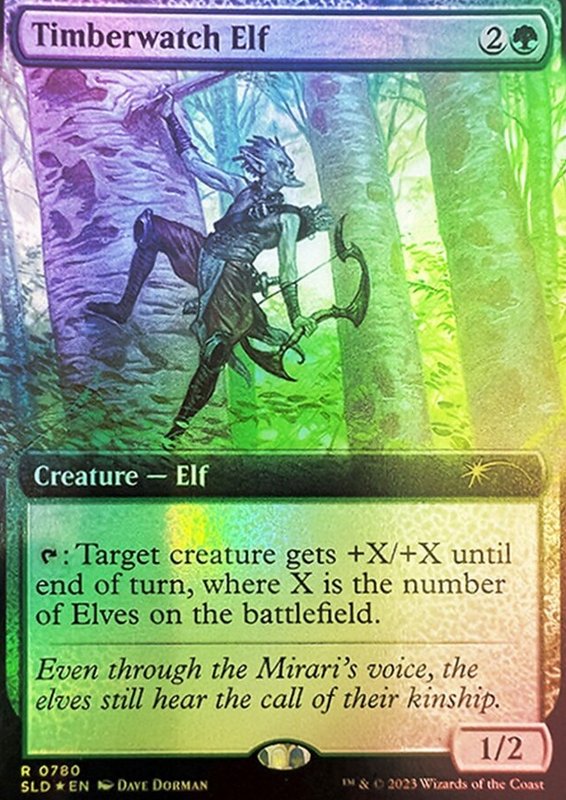 Timberwatch Elf 2
Creature — Elf
: Target creature gets +X/+X until
end of turn, where X is the number
of Elves on the battlefield.
Even through the Mirari's voice, the
elves still hear the call of their kinship.
1/2
R 0780
SLD ★ EN Dave Dorman
™ & © 2023 Wizards of the Coast